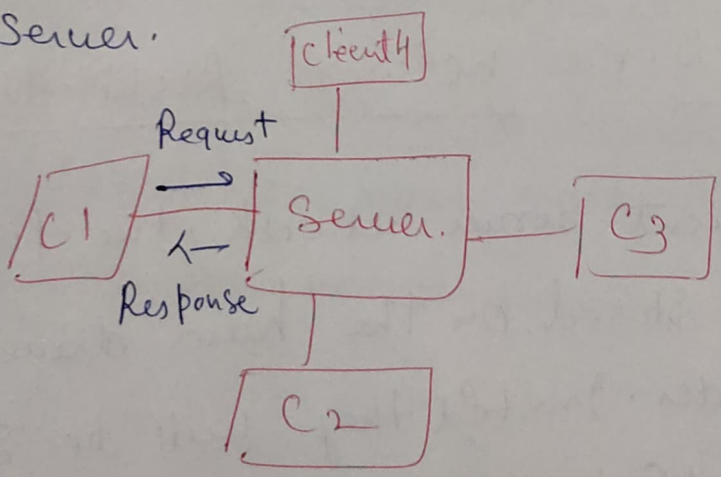 Server.
Client4
Request
C1
Server.
C3
Response
C2